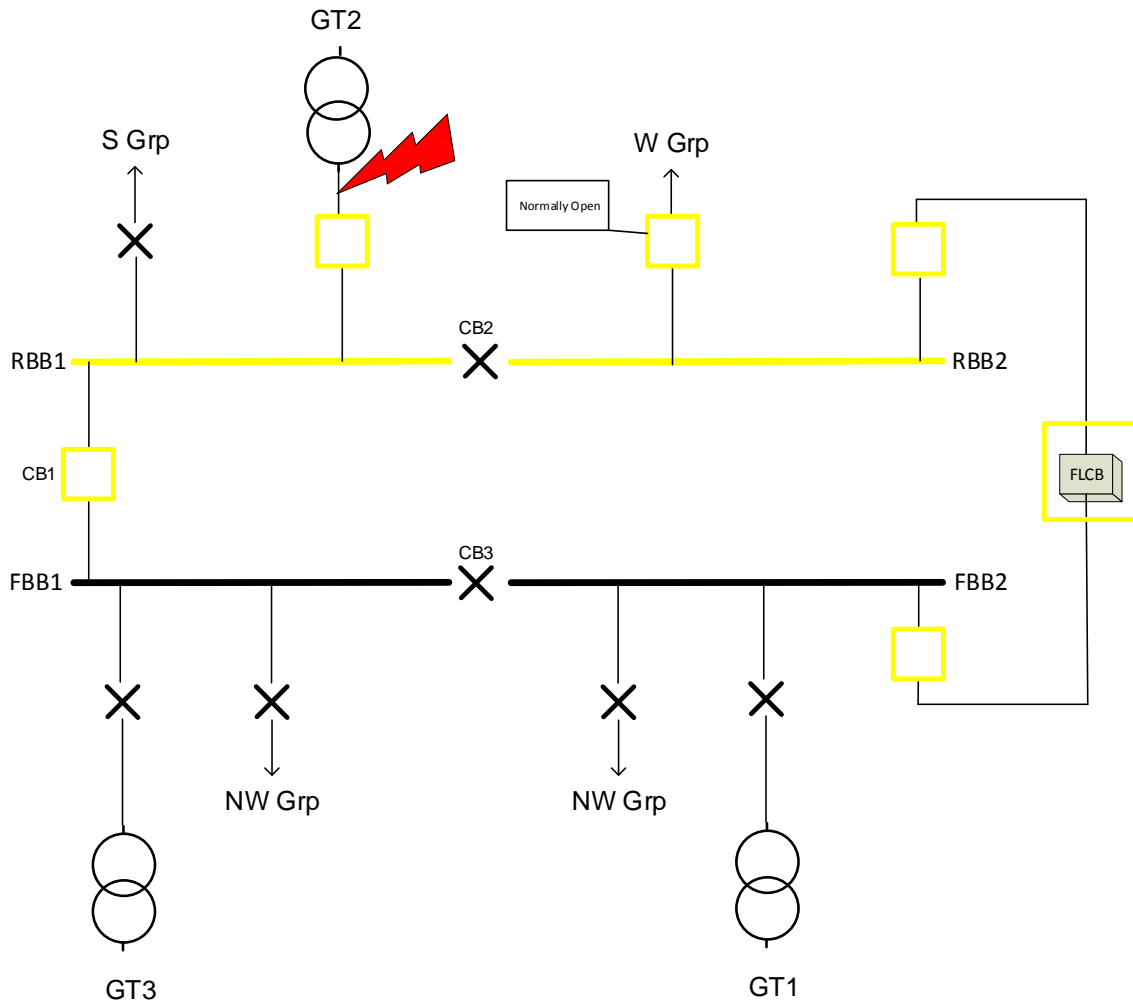 GT2
S Grp
W Grp
Normally Open
CB2
RBB1
RBB2
CB1
FLCB
CB3
FBB1
FBB2
NW Grp
NW Grp
GT3
GT1